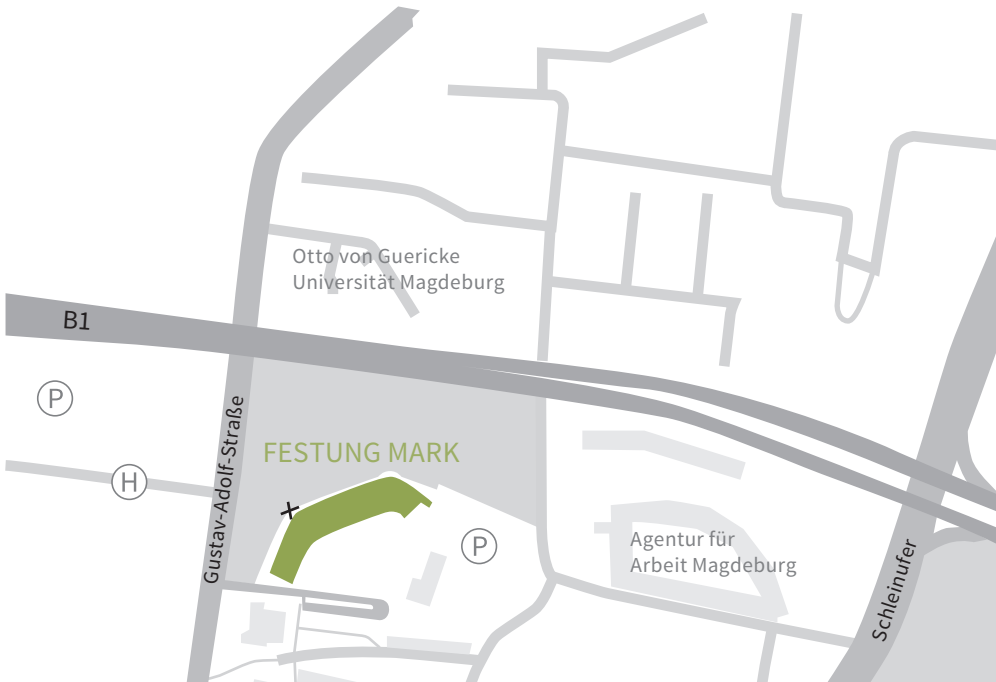 Otto von Guericke
Universität Magdeburg
B1
P
Gustav-Adolf-Straße
FESTUNG MARK
H
P
Agentur für
Arbeit Magdeburg
Schleinufer